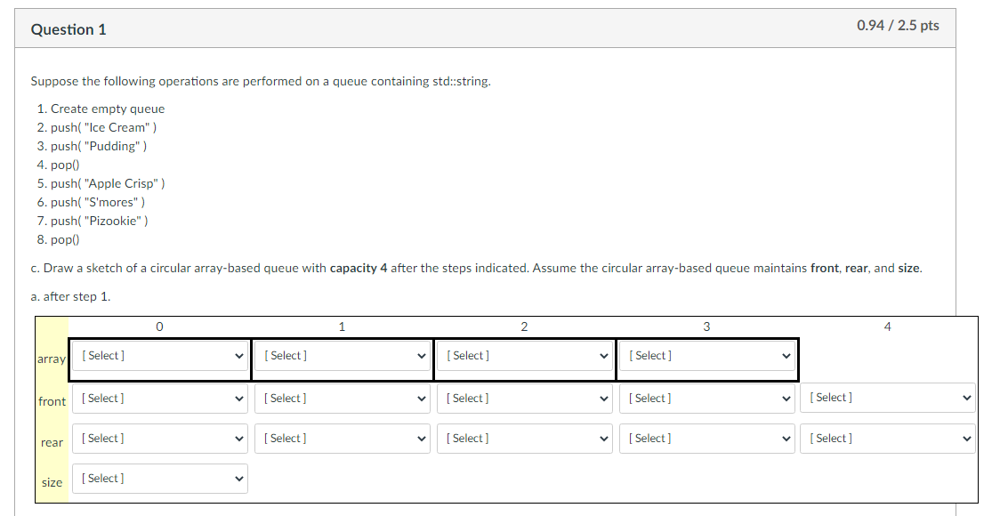 Question 1
0.94 / 2.5 pts
Suppose the following operations are performed on a queue containing std::string.
1. Create empty queue
2. push( "Ice Cream" )
3. push( "Pudding" )
4. pop()
5. push( "Apple Crisp" )
6. push( "S'mores" )
7. push( "Pizookie" )
8. pop()
c. Draw a sketch of a circular array-based queue with capacity 4 after the steps indicated. Assume the circular array-based queue maintains front, rear, and size.
a. after step 1.
0 1 2 3 4
array [ Select ] [ Select ] [ Select ] [ Select ]
front [ Select ] [ Select ] [ Select ] [ Select ] [ Select ]
rear [ Select ] [ Select ] [ Select ] [ Select ] [ Select ]
size [ Select ]